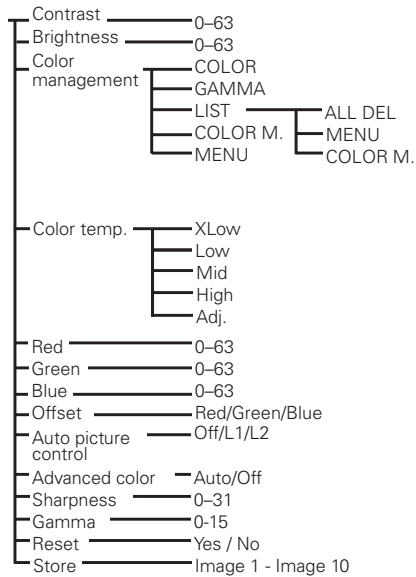 Contrast 0–63
Brightness 0–63
Color management COLOR
GAMMA
LIST ALL DEL
COLOR M. MENU
MENU COLOR M.
Color temp. XLow
Low
Mid
High
Adj.
Red 0–63
Green 0–63
Blue 0–63
Offset Red/Green/Blue
Auto picture control Off/L1/L2
Advanced color Auto/Off
Sharpness 0–31
Gamma 0-15
Reset Yes / No
Store Image 1 - Image 10